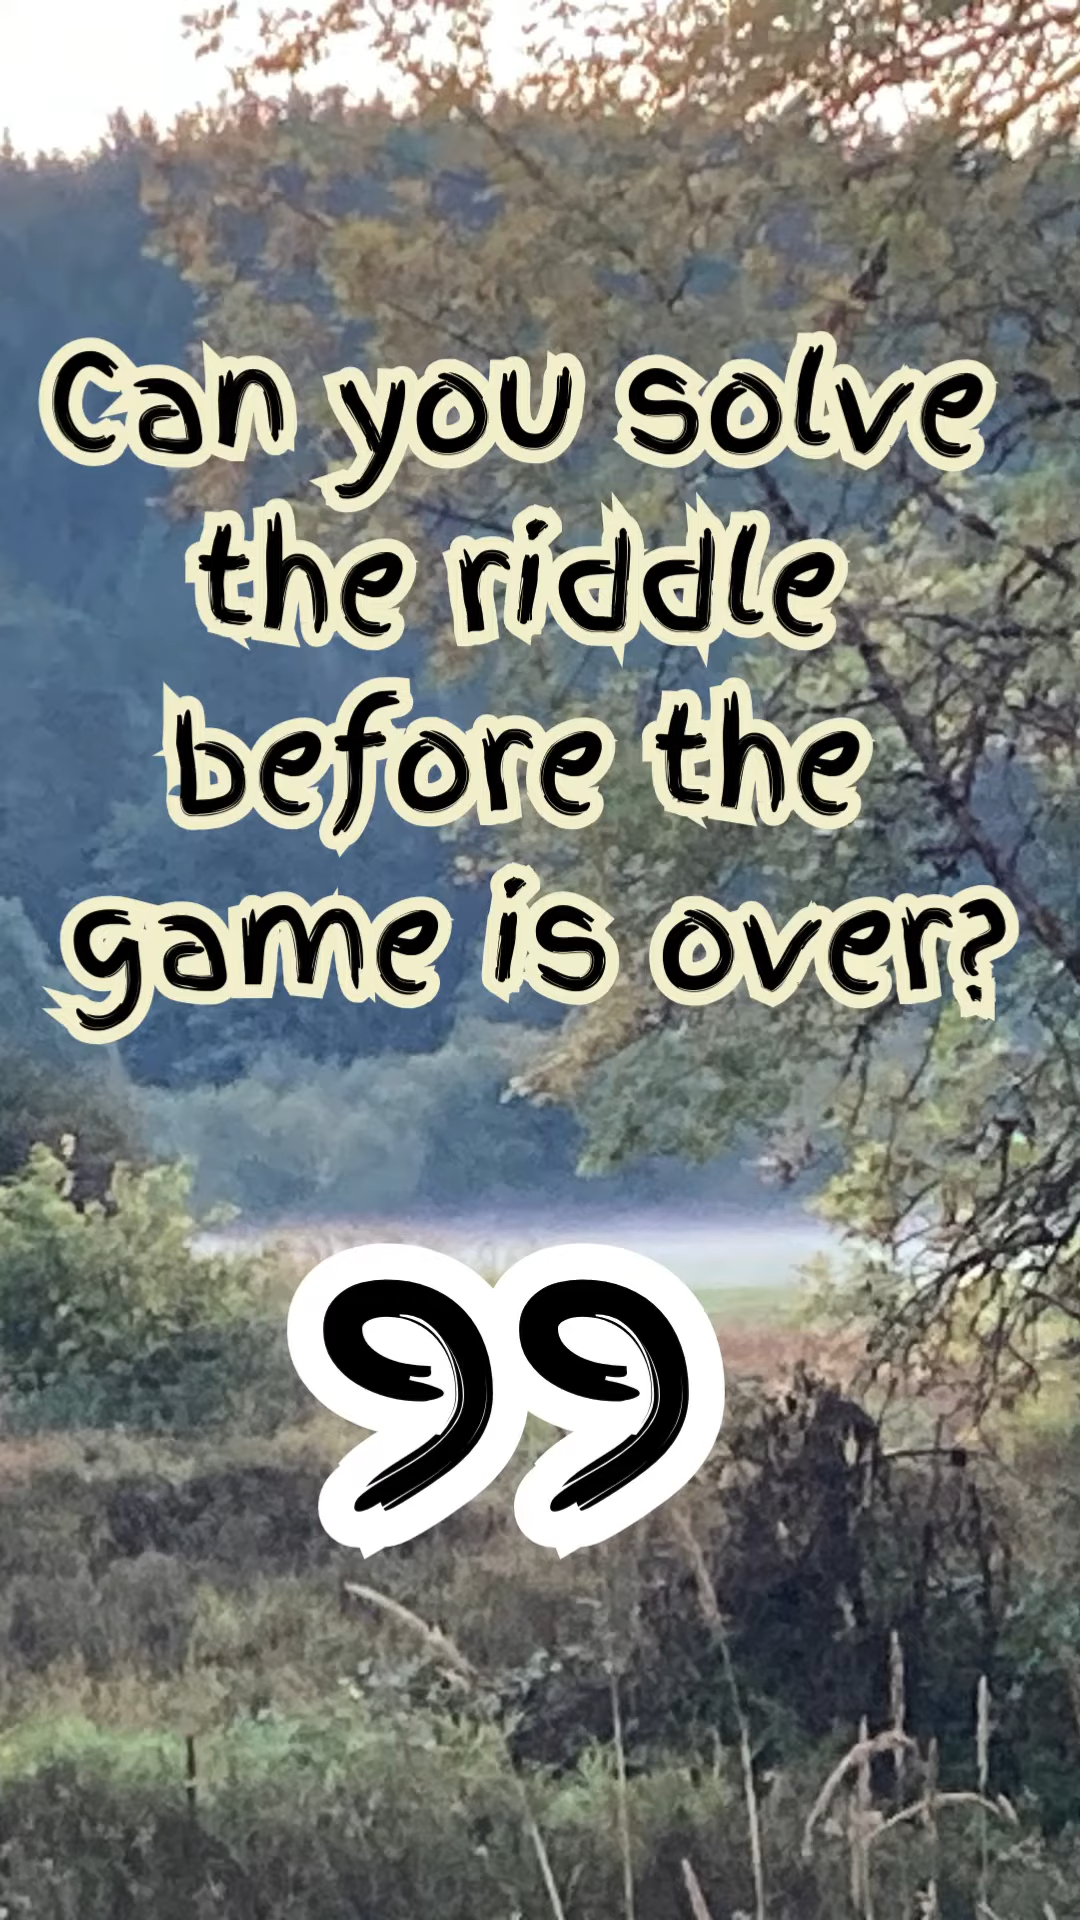 Can you solve
the riddle
before the
game is over?
99